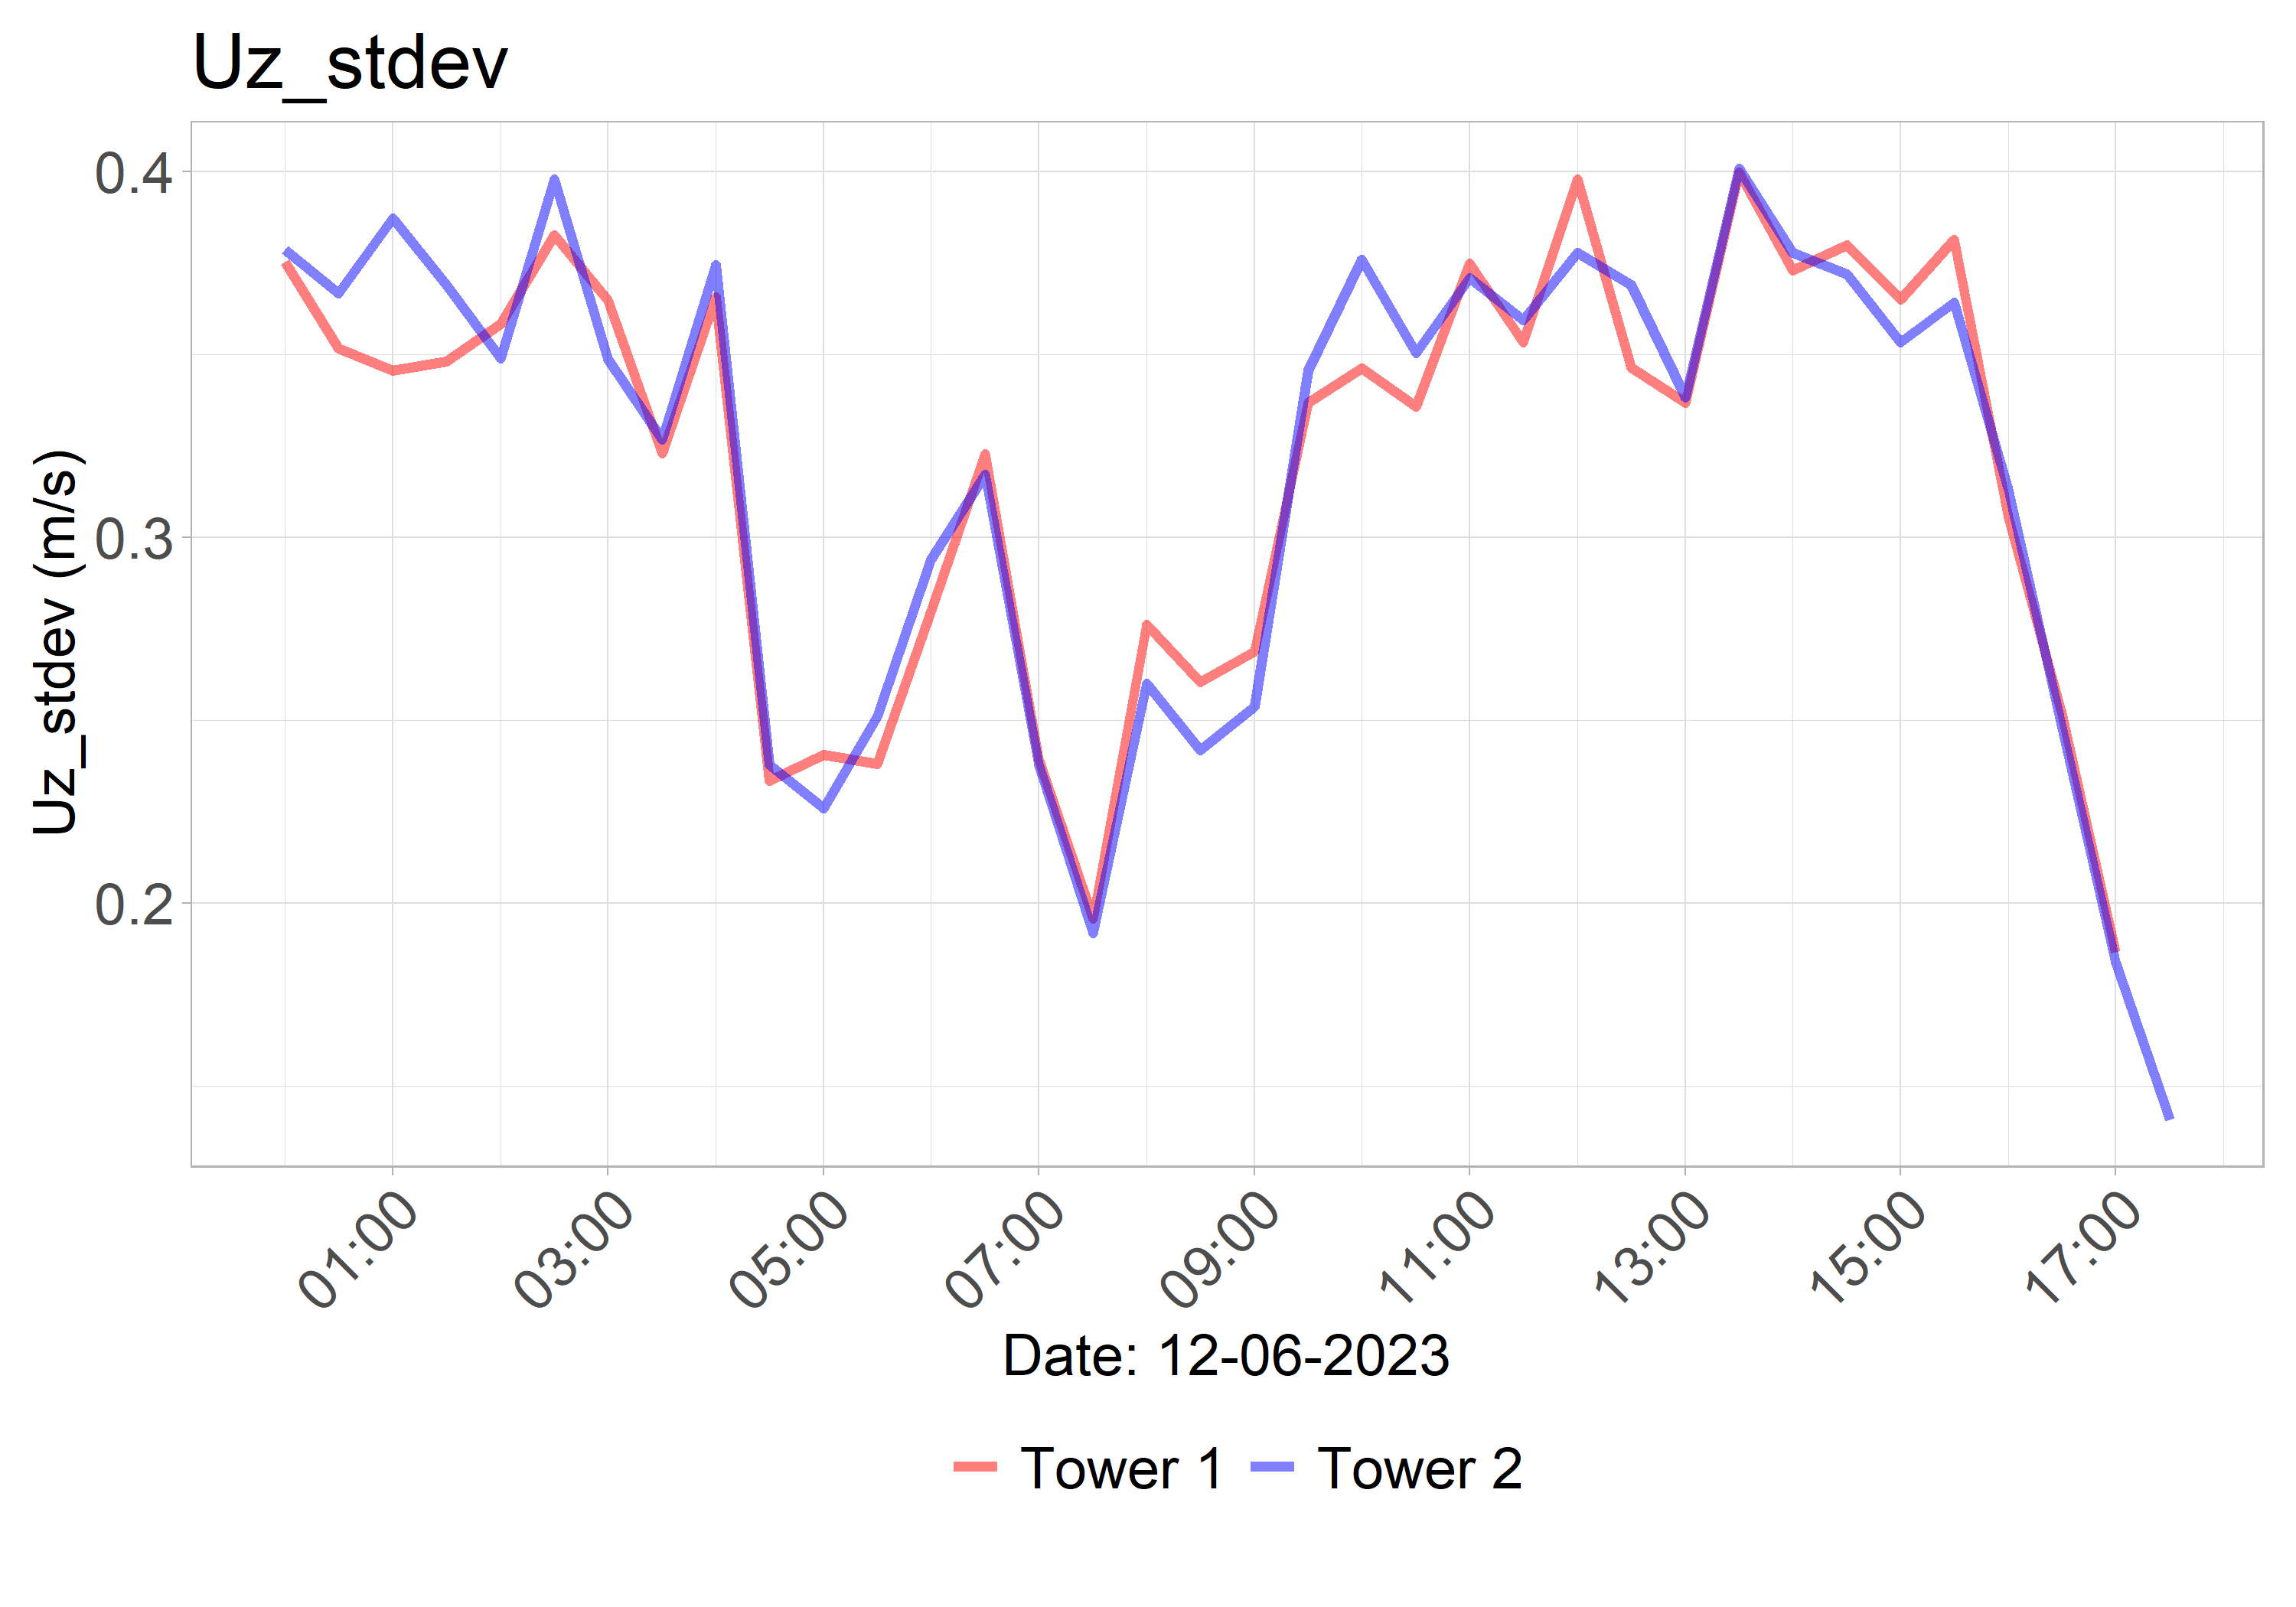 Uz_stdev
Uz_stdev (m/s)
0.4
0.3
0.2
01:00 03:00 05:00 07:00 09:00 11:00 13:00 15:00 17:00
Date: 12-06-2023
Tower 1 Tower 2